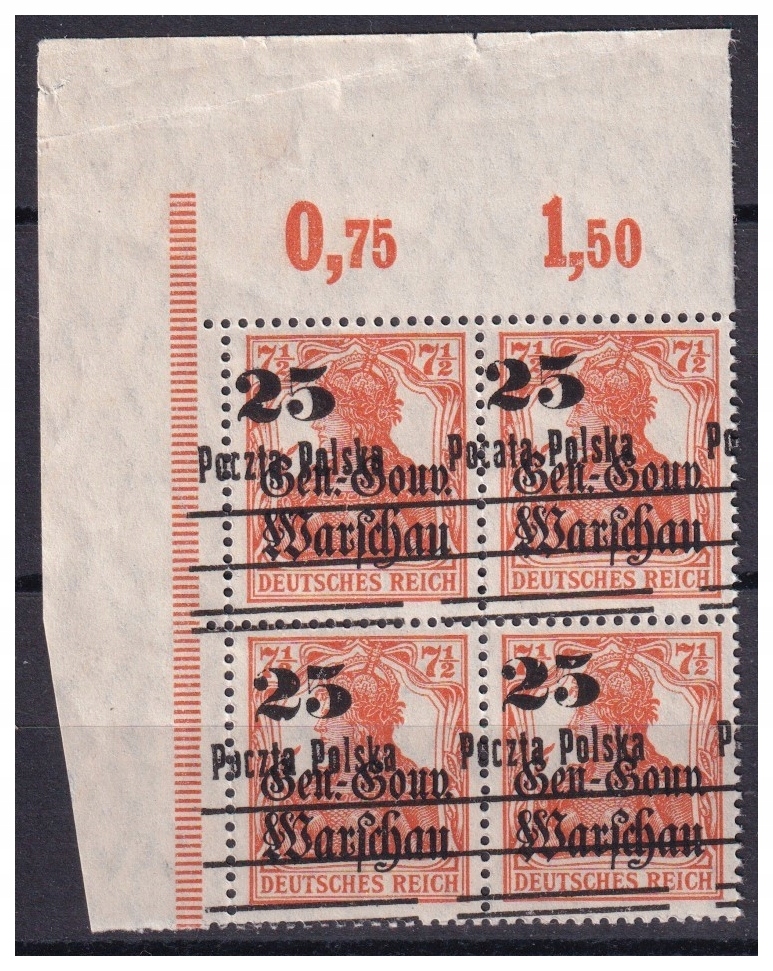 0,75 1,50
7½ 7½ 7½ 7½
25 25
Poczta Polska Pocata Polska Po
Gen.-Gouv. Gen.-Gouv.
Warschau Warschau
DEUTSCHES REICH DEUTSCHES REICH
7½ 7½ 7½ 7½
25 25
Poczta Polska Poczta Polska P
Gen.-Gouv. Gen.-Gouv.
Warschau Warschau
DEUTSCHES REICH DEUTSCHES REICH